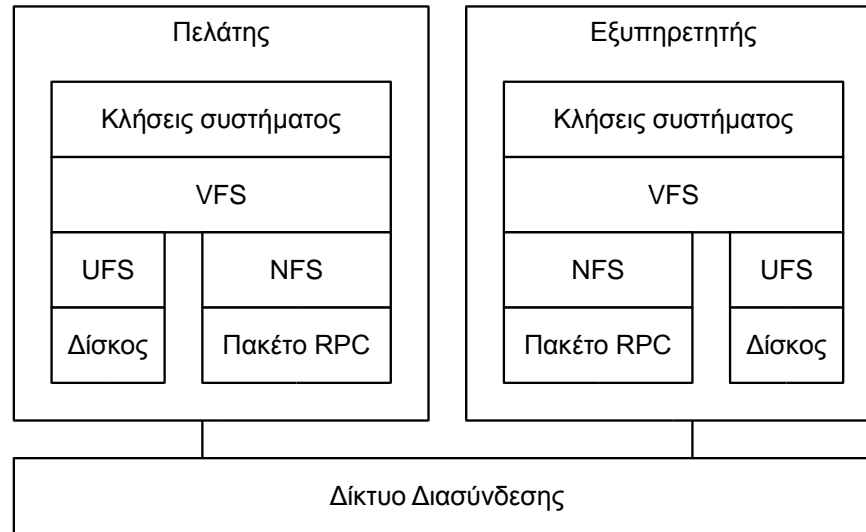 Πελάτης
Κλήσεις συστήματος
VFS
UFS
NFS
Δίσκος
Πακέτο RPC
Εξυπηρετητής
Κλήσεις συστήματος
VFS
NFS
UFS
Πακέτο RPC
Δίσκος
Δίκτυο Διασύνδεσης